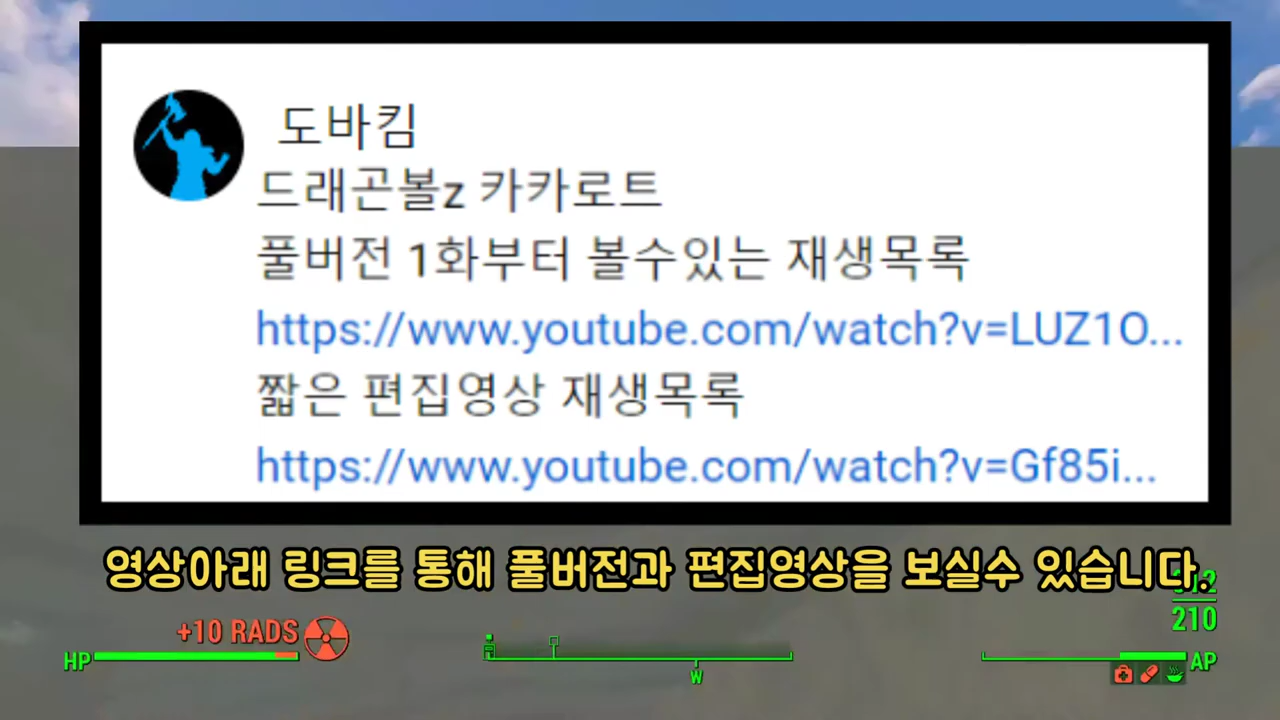 도바킴
드래곤볼z 카카로트
풀버전 1화부터 볼수있는 재생목록
https://www.youtube.com/watch?v=LUZ1O...
짧은 편집영상 재생목록
https://www.youtube.com/watch?v=Gf85i...
영상아래 링크를 통해 풀버전과 편집영상을 보실수 있습니다.
210
+10 RADS
HP
W
AP